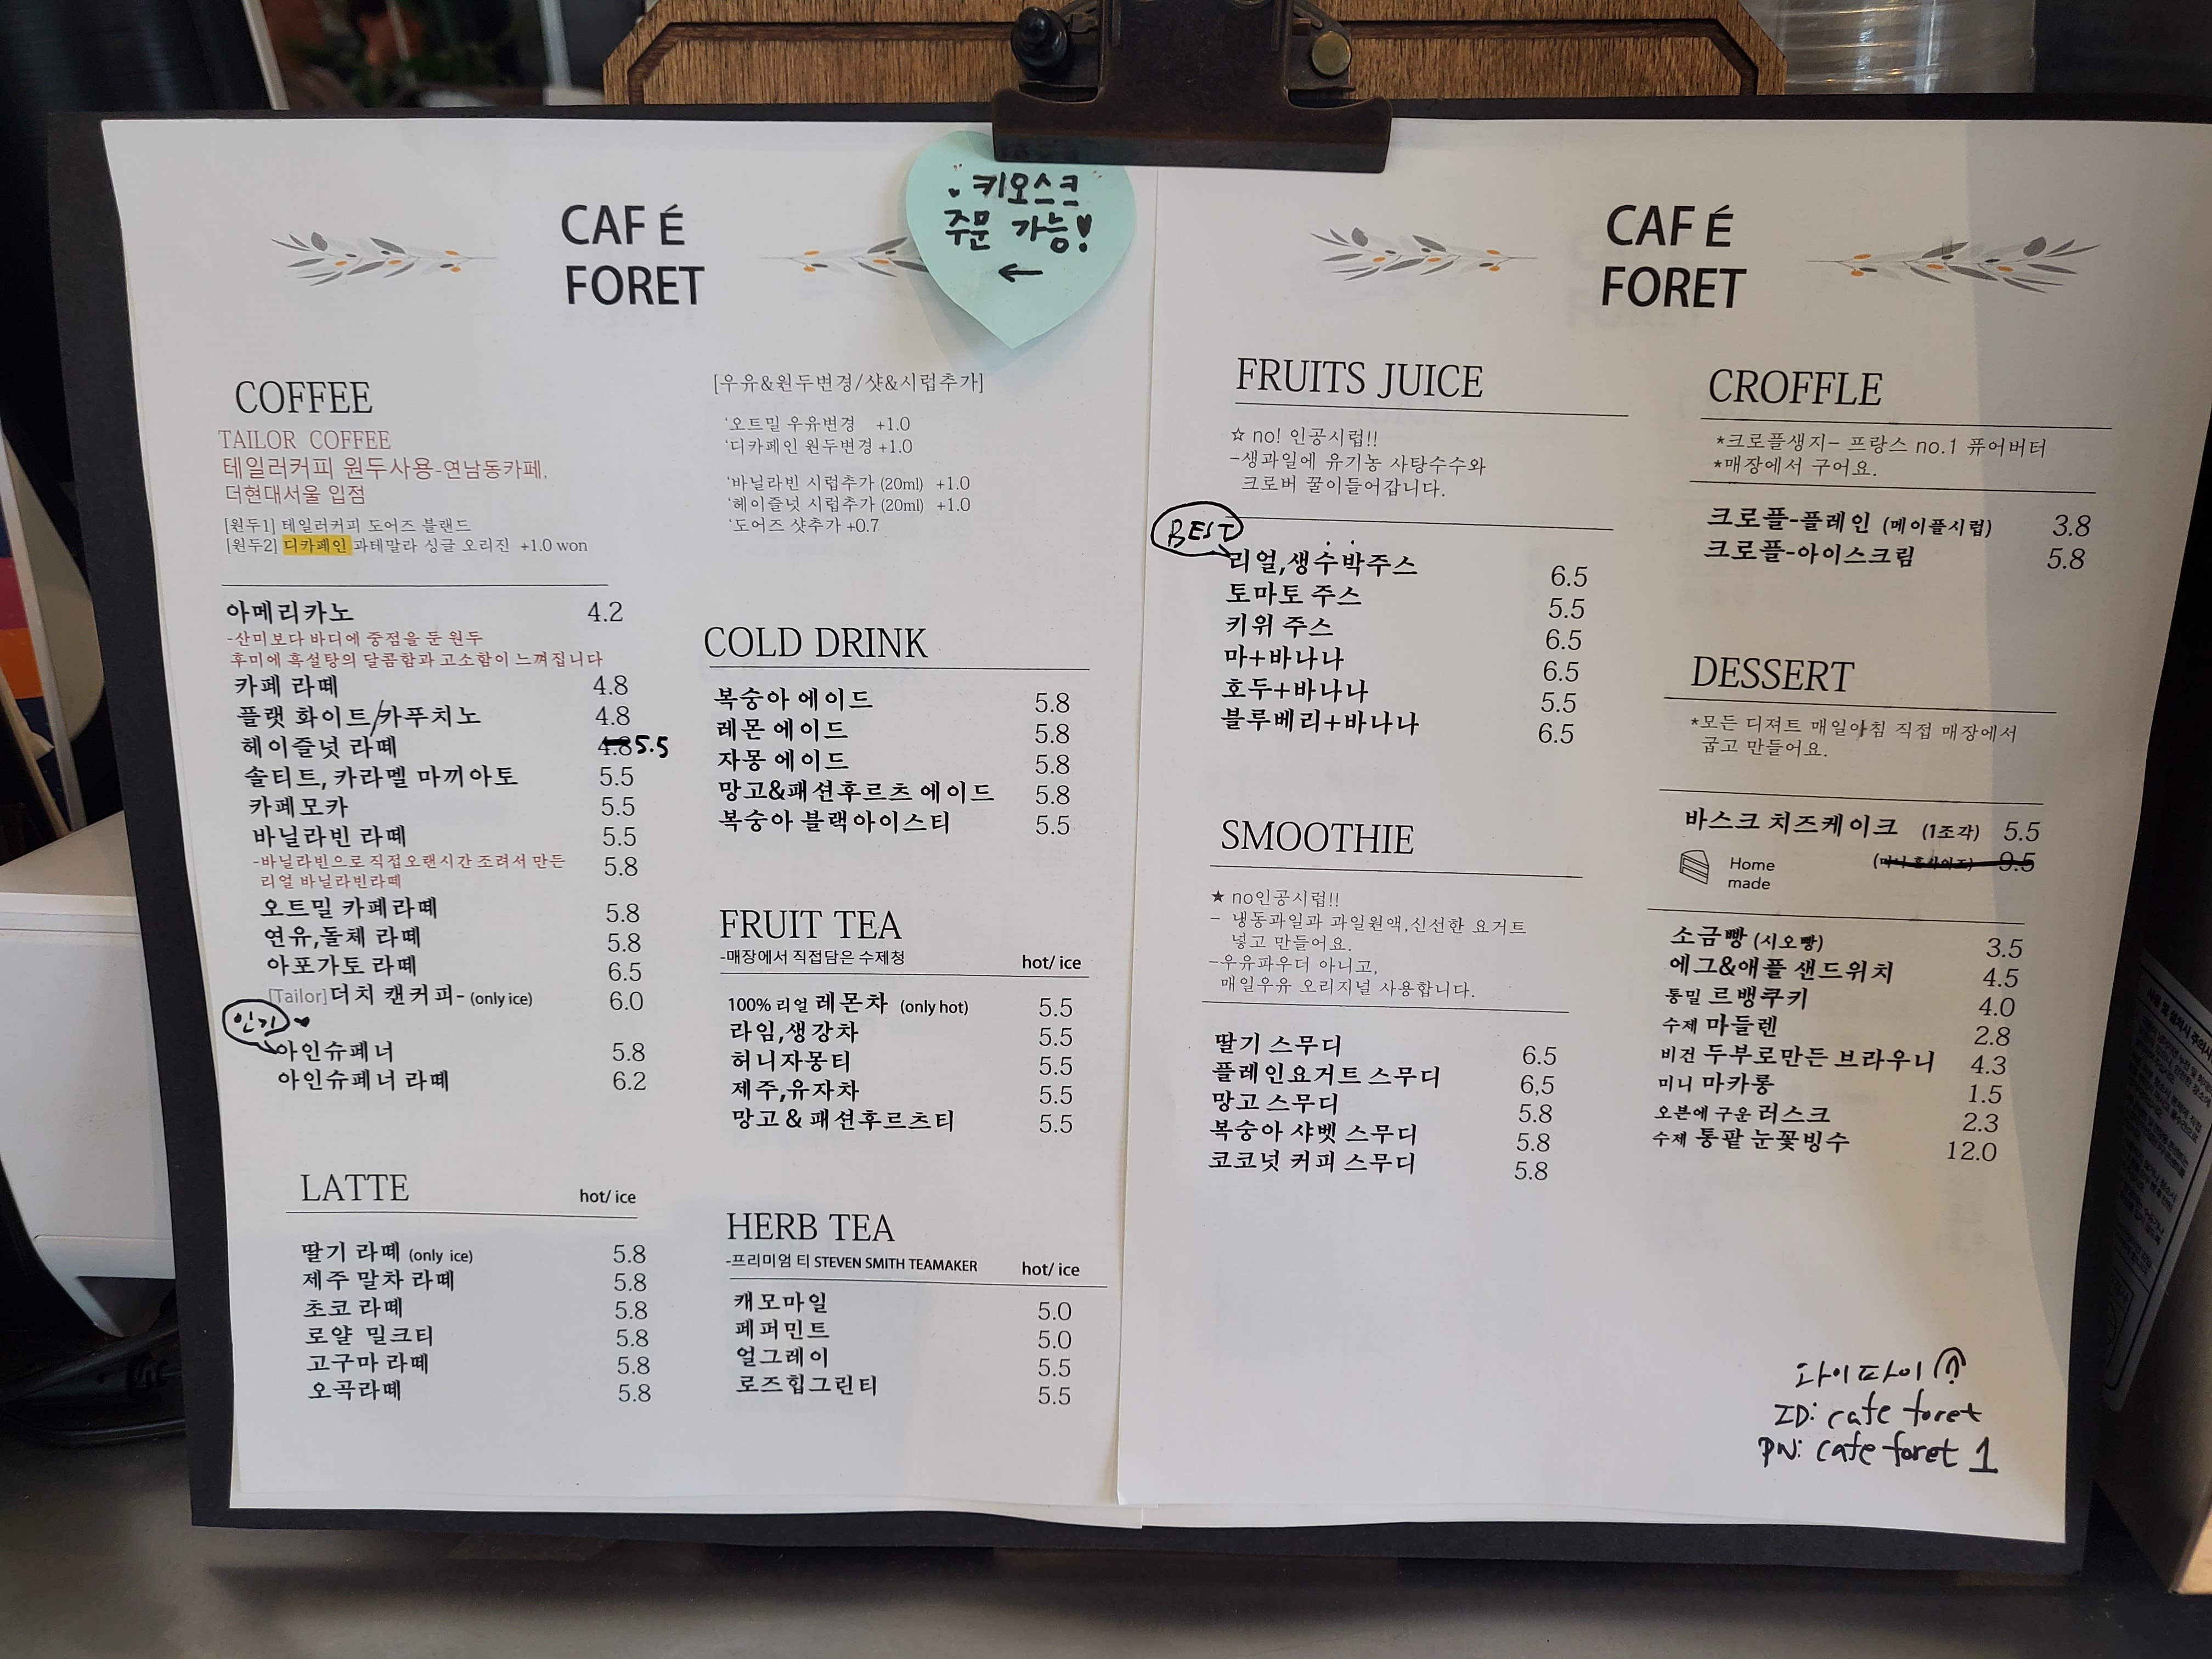 키오스크
주문 가능!
←
CAFÉ
FORET
COFFEE
TAILOR COFFEE
테일러커피 원두사용-연남동카페,
더현대서울 입점
[원두1] 테일러커피 도어즈 블랜드
[원두2] 디카페인 과테말라 싱글 오리진 +1.0 won
아메리카노 4.2
-산미보다 바디에 중점을 둔 원두
후미에 흑설탕의 달콤함과 고소함이 느껴집니다
카페 라떼 4.8
플랫 화이트/카푸치노 4.8
헤이즐넛 라떼 4.8 5.5
솔티트, 카라멜 마끼아토 5.5
카페모카 5.5
바닐라빈 라떼 5.5
-바닐라빈으로 직접오랜시간 조려서 만든 5.8
리얼 바닐라빈라떼
오트밀 카페라떼 5.8
연유,돌체 라떼 5.8
아포가토 라떼 6.5
[Tailor]더치 캔커피- (only ice) 6.0
인기 ♥
아인슈페너 5.8
아인슈페너 라떼 6.2
LATTE hot/ ice
딸기 라떼 (only ice) 5.8
제주 말차 라떼 5.8
초코 라떼 5.8
로얄 밀크티 5.8
고구마 라떼 5.8
오곡라떼 5.8
[우유&원두변경/샷&시럽추가]
'오트밀 우유변경 +1.0
'디카페인 원두변경 +1.0
'바닐라빈 시럽추가 (20ml) +1.0
'헤이즐넛 시럽추가 (20ml) +1.0
'도어즈 샷추가 +0.7
COLD DRINK
복숭아 에이드 5.8
레몬 에이드 5.8
자몽 에이드 5.8
망고&패션후르츠 에이드 5.8
복숭아 블랙아이스티 5.5
FRUIT TEA
-매장에서 직접담은 수제청 hot/ ice
100% 리얼 레몬차 (only hot) 5.5
라임,생강차 5.5
허니자몽티 5.5
제주,유자차 5.5
망고 & 패션후르츠티 5.5
HERB TEA
-프리미엄 티 STEVEN SMITH TEAMAKER hot/ ice
캐모마일 5.0
페퍼민트 5.0
얼그레이 5.5
로즈힙그린티 5.5
CAFÉ
FORET
FRUITS JUICE
☆ no! 인공시럽!!
-생과일에 유기농 사탕수수와
크로버 꿀이들어갑니다.
BEST
리얼,생수박주스 6.5
토마토 주스 5.5
키위 주스 6.5
마+바나나 6.5
호두+바나나 5.5
블루베리+바나나 6.5
SMOOTHIE
★ no인공시럽!!
- 냉동과일과 과일원액,신선한 요거트
넣고 만들어요.
-우유파우더 아니고,
매일우유 오리지널 사용합니다.
딸기 스무디 6.5
플레인요거트 스무디 6,5
망고 스무디 5.8
복숭아 샤벳 스무디 5.8
코코넛 커피 스무디 5.8
CROFFLE
*크로플생지- 프랑스 no.1 퓨어버터
*매장에서 구어요.
크로플-플레인 (메이플시럽) 3.8
크로플-아이스크림 5.8
DESSERT
*모든 디져트 매일아침 직접 매장에서
굽고 만들어요.
바스크 치즈케이크 (1조각) 5.5
(미니 홀사이즈) 9.5
Home
made
소금빵 (시오빵) 3.5
에그&애플 샌드위치 4.5
통밀 르뱅쿠키 4.0
수제 마들렌 2.8
비건 두부로만든 브라우니 4.3
미니 마카롱 1.5
오븐에 구운 러스크 2.3
수제 통팥 눈꽃빙수 12.0
와이파이
ID: cafe foret
PW: cafe foret 1